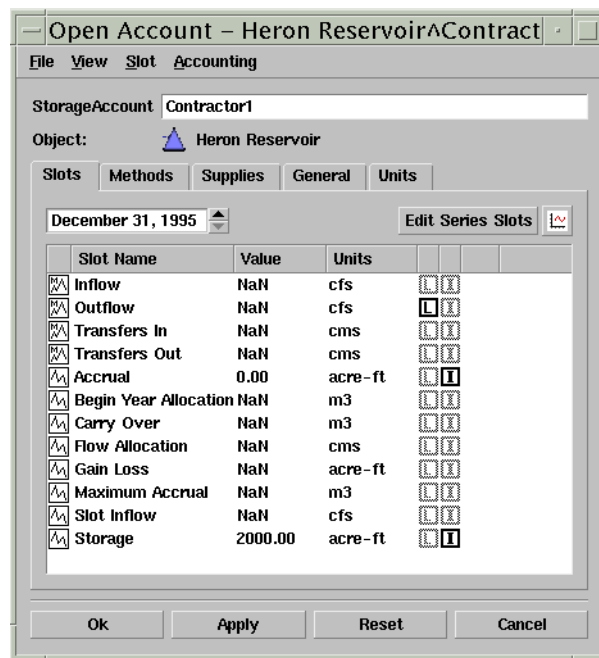 Open Account – Heron Reservoir^Contract
File View Slot Accounting
StorageAccount Contractor1
Object: Heron Reservoir
Slots Methods Supplies General Units
December 31, 1995 Edit Series Slots
Slot Name Value Units
Inflow NaN cfs L I
Outflow NaN cfs L I
Transfers In NaN cms L I
Transfers Out NaN cms L I
Accrual 0.00 acre-ft L I
Begin Year Allocation NaN m3 L I
Carry Over NaN m3 L I
Flow Allocation NaN cms L I
Gain Loss NaN acre-ft L I
Maximum Accrual NaN m3 L I
Slot Inflow NaN cfs L I
Storage 2000.00 acre-ft L I
Ok Apply Reset Cancel